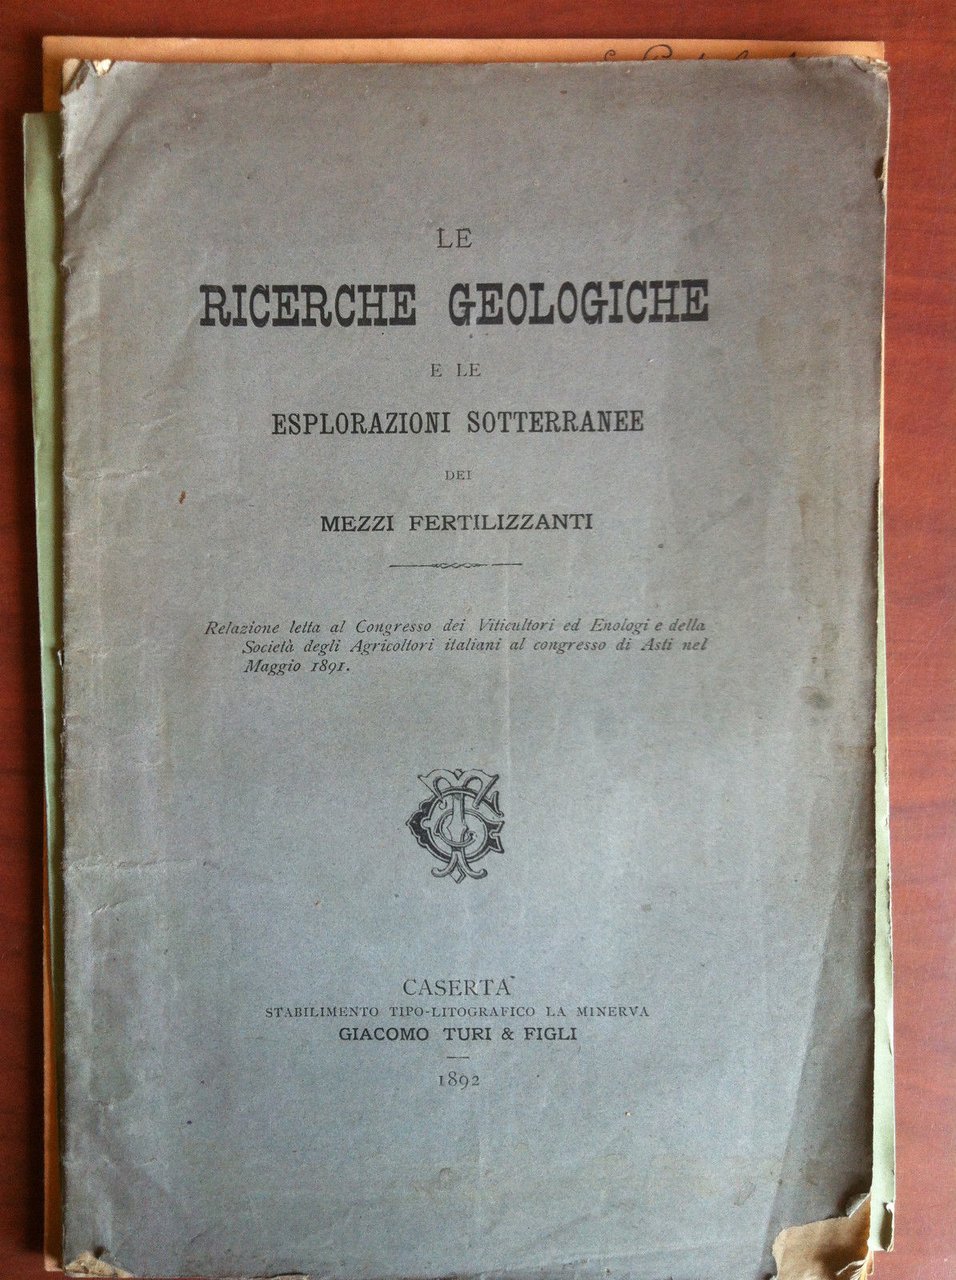 LE
RICERCHE GEOLOGICHE
E LE
ESPLORAZIONI SOTTERRANEE
DEI
MEZZI FERTILIZZANTI
Relazione letta al Congresso dei Viticultori ed Enologi e della
Società degli Agricoltori italiani al congresso di Asti nel
Maggio 1891.
CASERTA
STABILIMENTO TIPO-LITOGRAFICO LA MINERVA
GIACOMO TURI & FIGLI
1892